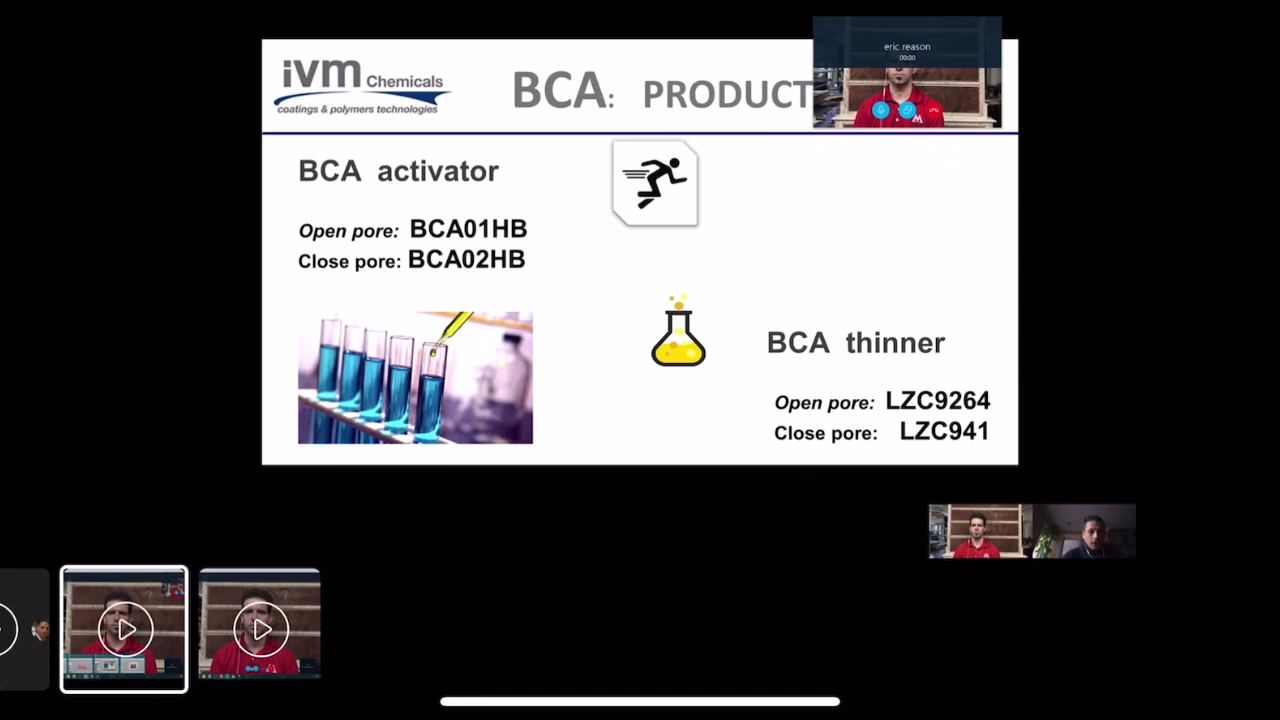 ivm Chemicals
coatings & polymers technologies
BCA: PRODUCT
eric reason
00:00
BCA activator
Open pore: BCA01HB
Close pore: BCA02HB
BCA thinner
Open pore: LZC9264
Close pore: LZC941